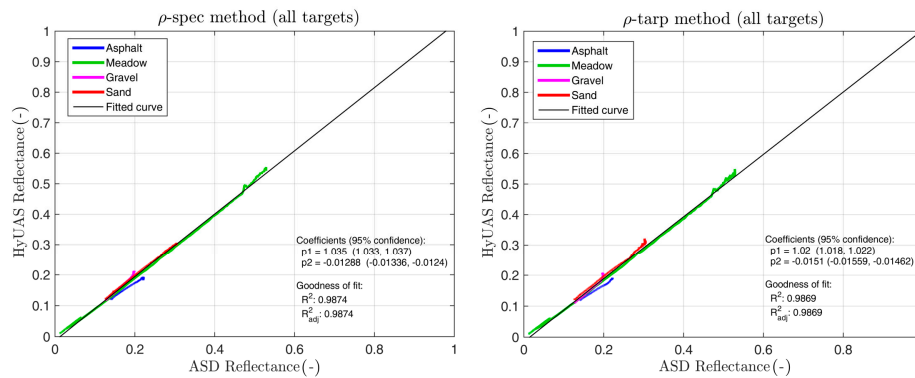 ρ-spec method (all targets)
1
0.9
0.8
0.7
0.6
0.5
0.4
0.3
0.2
0.1
0
HyUAS Reflectance(-)
Asphalt
Meadow
Gravel
Sand
Fitted curve
Coefficients (95% confidence):
p1 = 1.035 (1.033, 1.037)
p2 = -0.01288 (-0.01336, -0.0124)
Goodness of fit:
R²: 0.9874
R²adj: 0.9874
0 0.2 0.4 0.6 0.8 1
ASD Reflectance(-)
ρ-tarp method (all targets)
1
0.9
0.8
0.7
0.6
0.5
0.4
0.3
0.2
0.1
0
HyUAS Reflectance(-)
Asphalt
Meadow
Gravel
Sand
Fitted curve
Coefficients (95% confidence):
p1 = 1.02 (1.018, 1.022)
p2 = -0.0151 (-0.01559, -0.01462)
Goodness of fit:
R²: 0.9869
R²adj: 0.9869
0 0.2 0.4 0.6 0.8
ASD Reflectance(-)